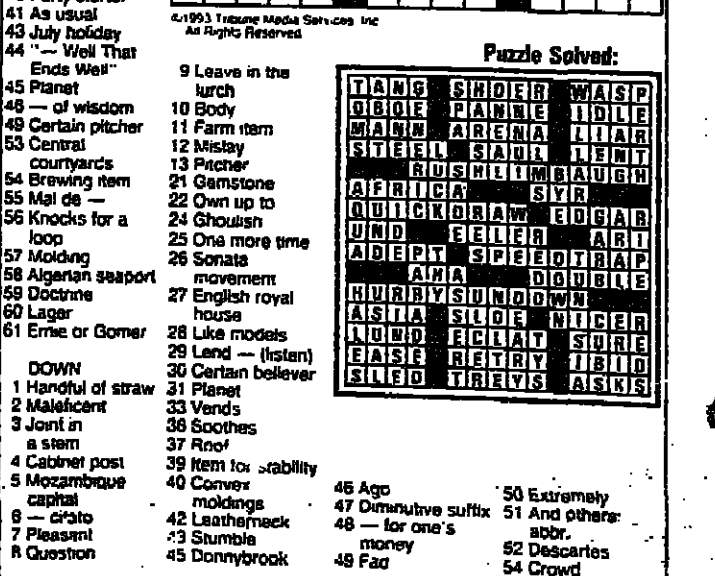 41 As usual
43 July holiday
44 "— Well That
Ends Well"
45 Planet
46 — of wisdom
49 Certain pitcher
53 Central
courtyards
54 Brewing item
55 Mal de —
56 Knocks for a
loop
57 Molding
58 Algerian seaport
59 Doctrine
60 Lager
61 Ernie or Gomer
DOWN
1 Handful of straw
2 Maleficent
3 Joint in
a stem
4 Cabinet post
5 Mozambique
capital
6 — citato
7 Pleasant
8 Question
©1993 Tribune Media Services, Inc.
All Rights Reserved
9 Leave in the
lurch
10 Body
11 Farm item
12 Mislay
13 Pitcher
21 Gemstone
22 Own up to
24 Ghoulish
25 One more time
26 Sonata
movement
27 English royal
house
28 Like models
29 Lend — (listen)
30 Certain believer
31 Planet
33 Vends
36 Soothes
37 Roof
39 Item for stability
40 Convex
moldings
42 Leatherneck
43 Stumble
45 Donnybrook
46 Ago
47 Diminutive suffix
48 — for one's
money
49 Fad
50 Extremely
51 And others:
abbr.
52 Descartes
54 Crowd
Puzzle Solved:
TANG SHOER WASP
OBOE PANNE IDLE
MANN ARENA LIAR
STEEL SAUL LENT
RUSHLIMBAUGH
AFRICA SYR
QUICKDRAW EDGAR
UND EELER ARI
ADEPT SPEEDTRAP
AHA DOUBLE
HURRYSUNDOWN
ASIA SLOE NICER
LUND ECLAT SURE
EASE RETRY IBID
SLED TREYS ASKS